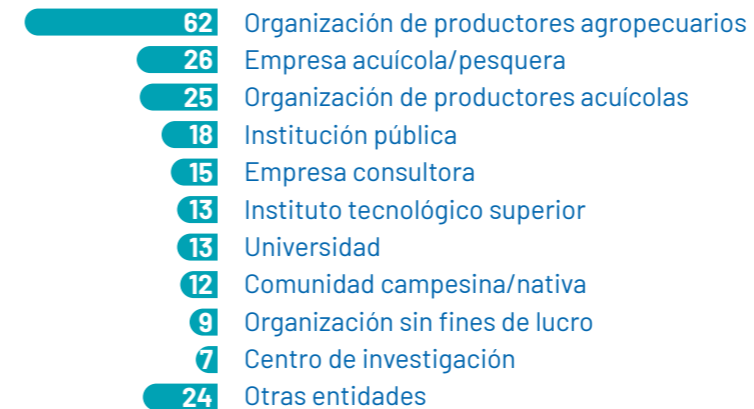 62 Organización de productores agropecuarios
26 Empresa acuícola/pesquera
25 Organización de productores acuícolas
18 Institución pública
15 Empresa consultora
13 Instituto tecnológico superior
13 Universidad
12 Comunidad campesina/nativa
9 Organización sin fines de lucro
7 Centro de investigación
24 Otras entidades